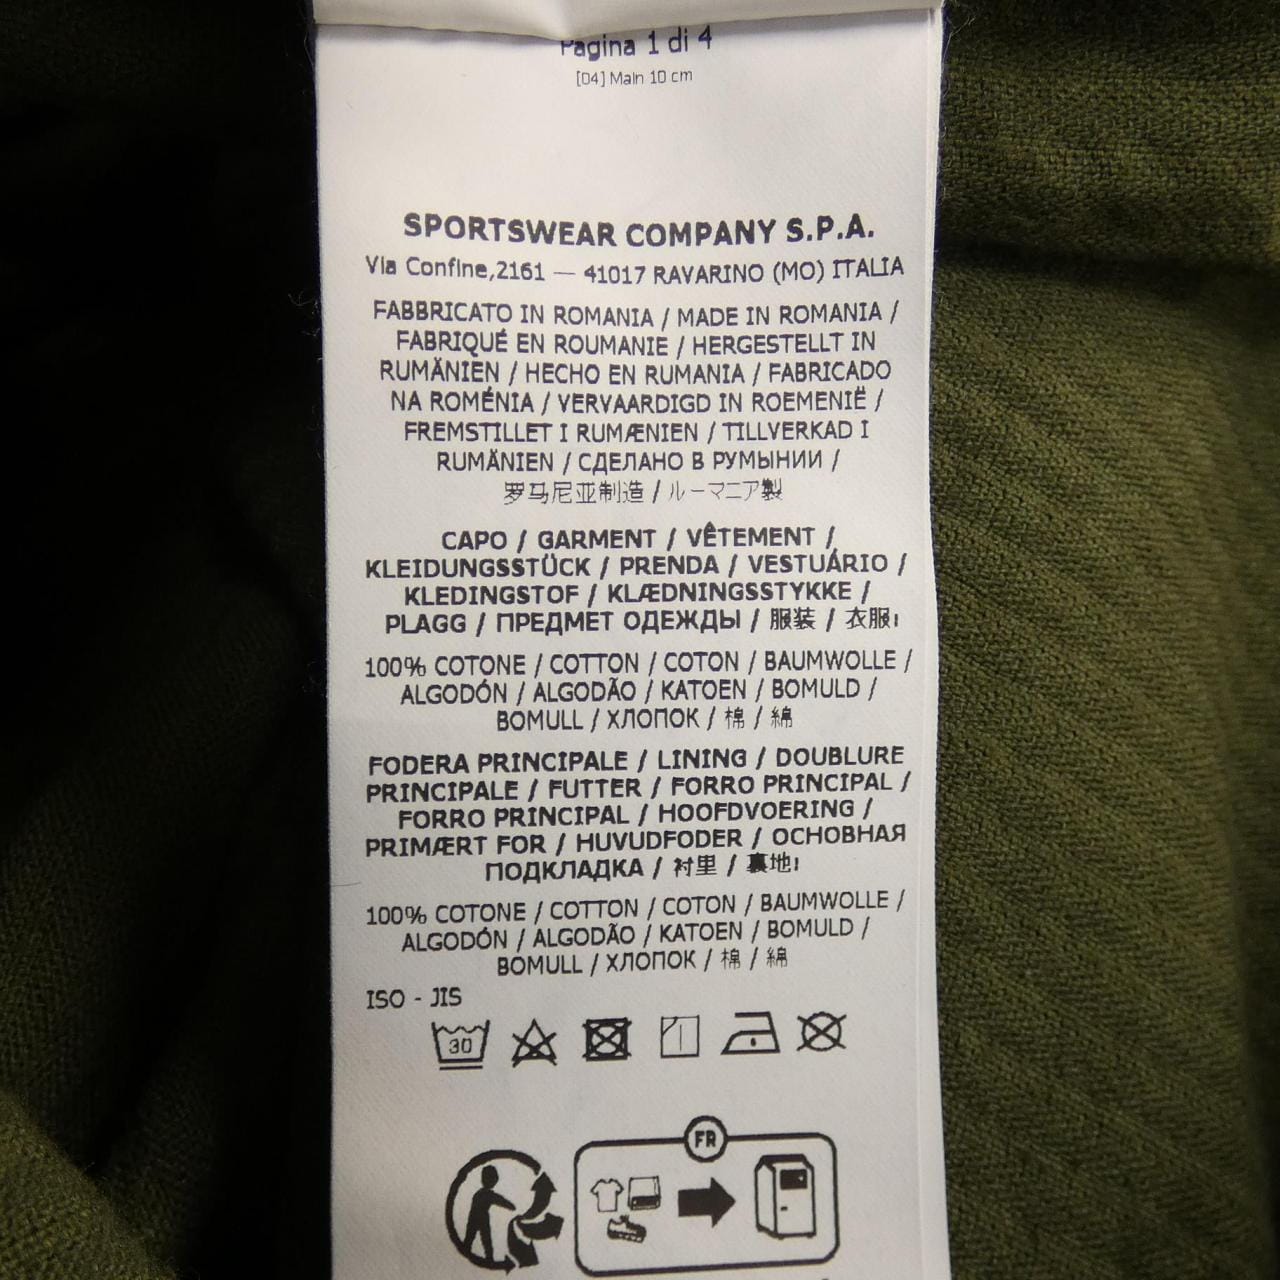 Pagina 1 di 4
[04] Main 10 cm
SPORTSWEAR COMPANY S.P.A.
Via Confine,2161 — 41017 RAVARINO (MO) ITALIA
FABBRICATO IN ROMANIA / MADE IN ROMANIA /
FABRIQUÉ EN ROUMANIE / HERGESTELLT IN
RUMÄNIEN / HECHO EN RUMANIA / FABRICADO
NA ROMÉNIA / VERVAARDIGD IN ROEMENIË /
FREMSTILLET I RUMÆNIEN / TILLVERKAD I
RUMÄNIEN / СДЕЛАНО В РУМЫНИИ /
罗马尼亚制造 / ルーマニア製
CAPO / GARMENT / VÊTEMENT /
KLEIDUNGSSTÜCK / PRENDA / VESTUÁRIO /
KLEDINGSTOF / KLÆDNINGSSTYKKE /
PLAGG / ПРЕДМЕТ ОДЕЖДЫ / 服装 / 衣服:
100% COTONE / COTTON / COTON / BAUMWOLLE /
ALGODÓN / ALGODÃO / KATOEN / BOMULD /
BOMULL / ХЛОПОК / 棉 / 綿
FODERA PRINCIPALE / LINING / DOUBLURE
PRINCIPALE / FUTTER / FORRO PRINCIPAL /
FORRO PRINCIPAL / HOOFDVOERING /
PRIMÆRT FOR / HUVUDFODER / ОСНОВНАЯ
ПОДКЛАДКА / 衬里 / 裏地:
100% COTONE / COTTON / COTON / BAUMWOLLE /
ALGODÓN / ALGODÃO / KATOEN / BOMULD /
BOMULL / ХЛОПОК / 棉 / 綿
ISO - JIS
30
FR